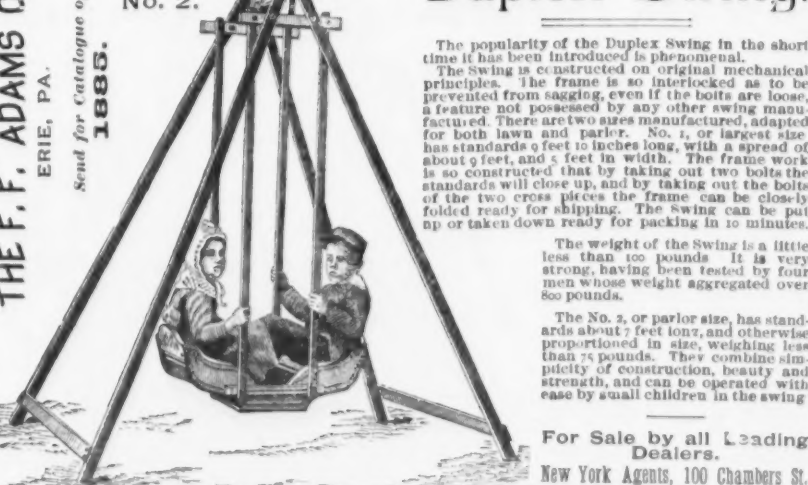 THE F. F. ADAMS
ERIE, PA.
Send for Catalogue
1885.
No. 2.
The popularity of the Duplex Swing in the short
time it has been introduced is phenomenal.
The Swing is constructed on original mechanical
principles. The frame is so interlocked as to be
prevented from sagging, even if the bolts are loose,
a feature not possessed by any other swing manu-
factured. There are two sizes manufactured, adapted
for both lawn and parlor. No. 1, or largest size
has standards 9 feet 10 inches long, with a spread of
about 9 feet, and 5 feet in width. The frame work
is so constructed that by taking out two bolts the
standards will close up, and by taking out the bolts
of the two cross pieces the frame can be closely
folded ready for shipping. The Swing can be put
up or taken down ready for packing in 10 minutes.
The weight of the Swing is a little
less than 100 pounds It is very
strong, having been tested by four
men whose weight aggregated over
800 pounds.
The No. 2, or parlor size, has stand-
ards about 7 feet long, and otherwise
proportioned in size, weighing less
than 75 pounds. They combine sim-
plicity of construction, beauty and
strength, and can be operated with
ease by small children in the swing
For Sale by all Leading
Dealers.
New York Agents, 100 Chambers St.